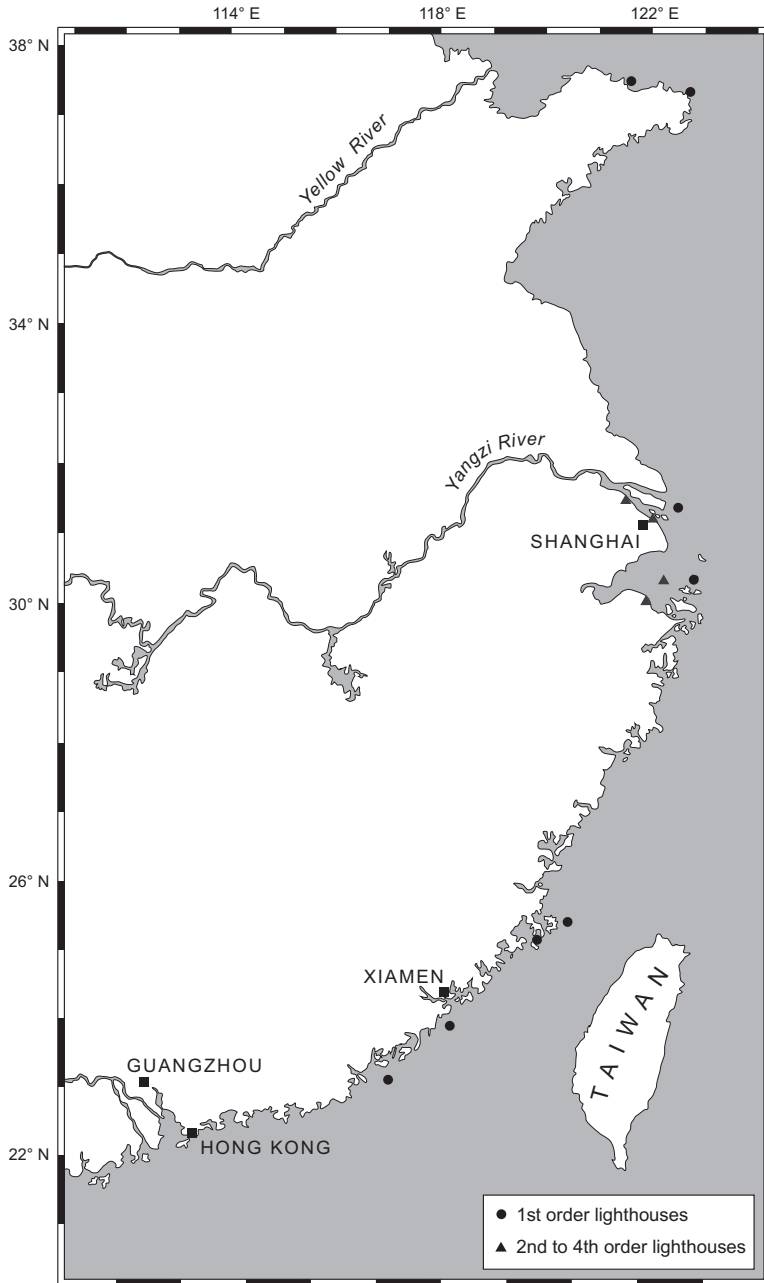 114° E 118° E 122° E
38° N
Yellow River
34° N
Yangzi River
SHANGHAI
30° N
26° N
XIAMEN
TAIWAN
GUANGZHOU
HONG KONG
22° N
1st order lighthouses
2nd to 4th order lighthouses